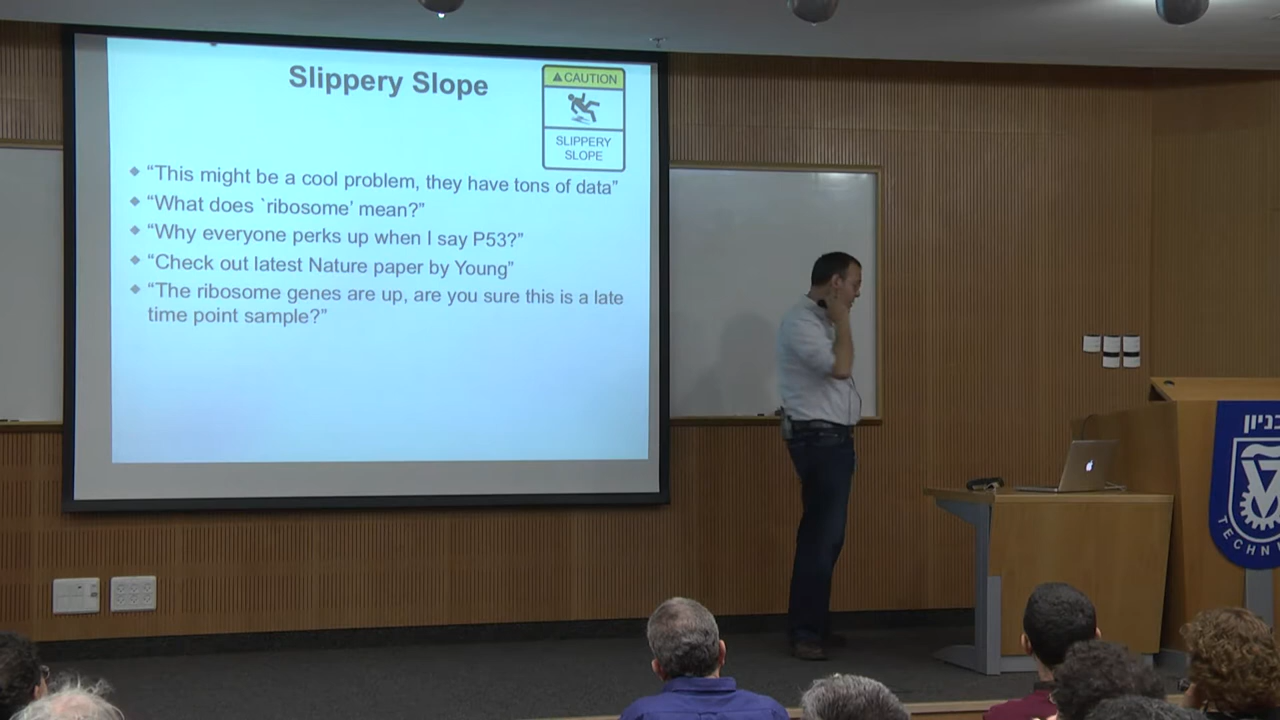 Slippery Slope
⚠CAUTION
SLIPPERY
SLOPE
❖ “This might be a cool problem, they have tons of data”
❖ “What does `ribosome’ mean?”
❖ “Why everyone perks up when I say P53?”
❖ “Check out latest Nature paper by Young”
❖ “The ribosome genes are up, are you sure this is a late
time point sample?”
כניון
TECHNI